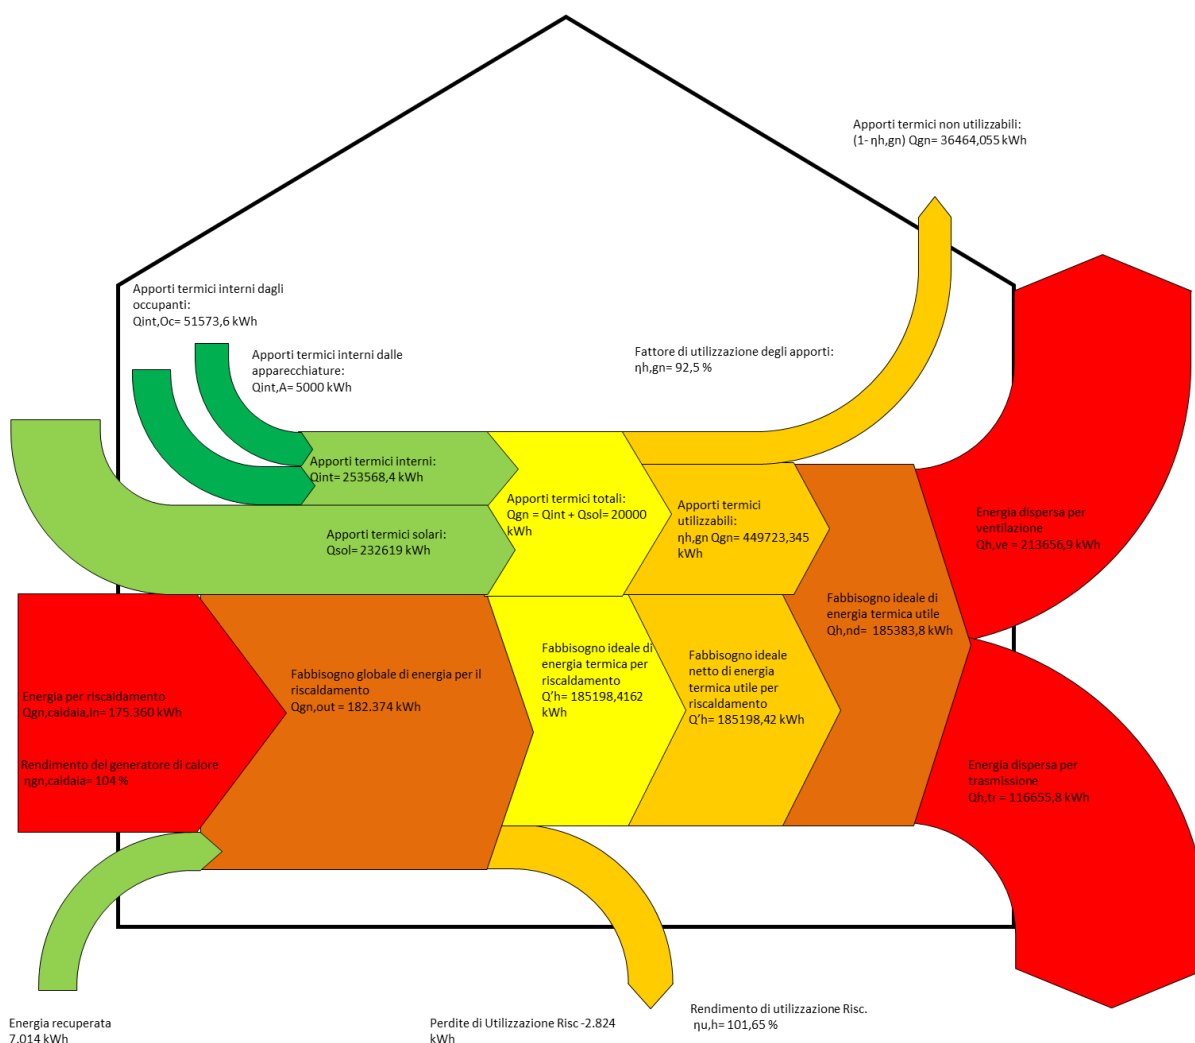 Apporti termici non utilizzabili:
(1- ηh,gn) Qgn= 36464,055 kWh
Apporti termici interni dagli
occupanti:
Qint,Oc= 51573,6 kWh
Apporti termici interni dalle
apparecchiature:
Qint,A= 5000 kWh
Fattore di utilizzazione degli apporti:
ηh,gn= 92,5 %
Apporti termici interni:
Qint= 253568,4 kWh
Apporti termici totali:
Qgn = Qint + Qsol= 20000
kWh
Apporti termici
utilizzabili:
ηh,gn Qgn= 449723,345
kWh
Energia dispersa per
ventilazione
Qh,ve = 213656,9 kWh
Apporti termici solari:
Qsol= 232619 kWh
Fabbisogno ideale di
energia termica utile
Qh,nd=  185383,8 kWh
Fabbisogno ideale di
energia termica per
riscaldamento
Q’h= 185198,4162
kWh
Fabbisogno ideale
netto di energia
termica utile per
riscaldamento
Q’h= 185198,42 kWh
Fabbisogno globale di energia per il
riscaldamento
Qgn,out = 182.374 kWh
Energia per riscaldamento
Qgn,caldaia,in= 175.360 kWh
Rendimento del generatore di calore
ηgn,caldaia= 104 %
Energia dispersa per
trasmissione
Qh,tr = 116655,8 kWh
Energia recuperata
7.014 kWh
Perdite di Utilizzazione Risc -2.824
kWh
Rendimento di utilizzazione Risc.
ηu,h= 101,65 %